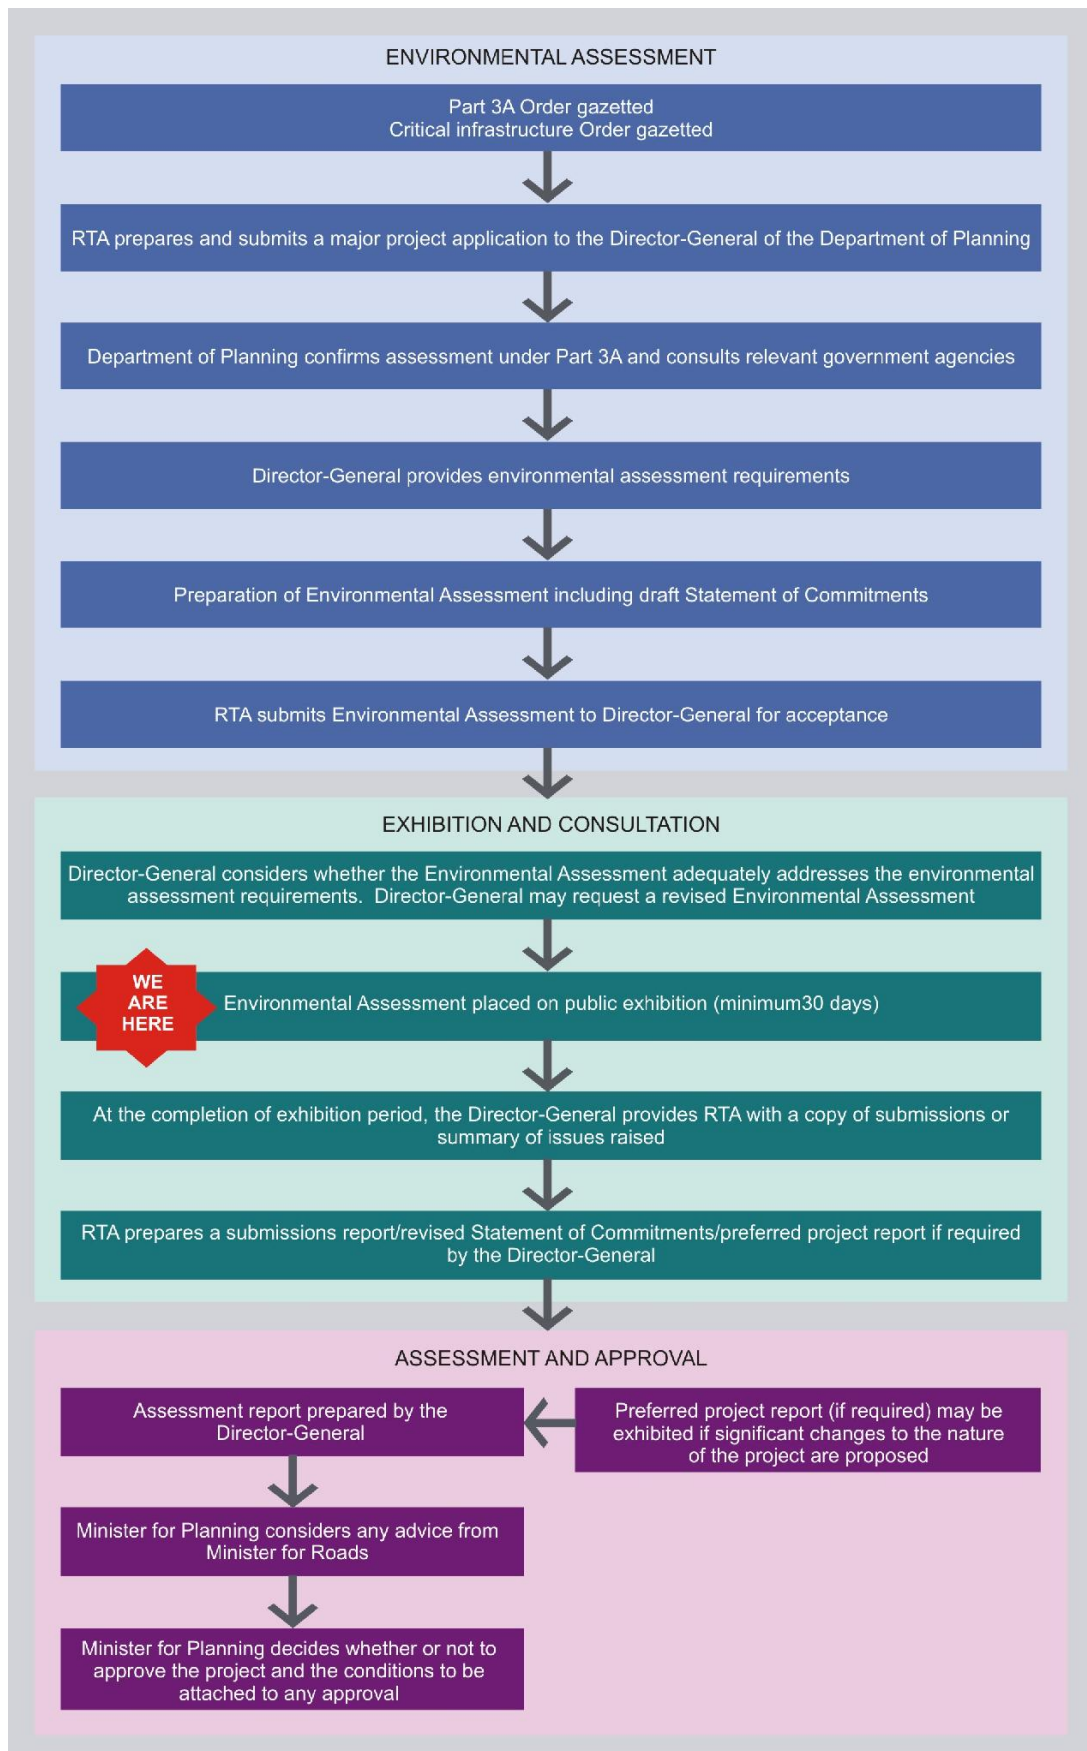 ENVIRONMENTAL ASSESSMENT
Part 3A Order gazetted
Critical infrastructure Order gazetted
RTA prepares and submits a major project application to the Director-General of the Department of Planning
Department of Planning confirms assessment under Part 3A and consults relevant government agencies
Director-General provides environmental assessment requirements
Preparation of Environmental Assessment including draft Statement of Commitments
RTA submits Environmental Assessment to Director-General for acceptance
EXHIBITION AND CONSULTATION
Director-General considers whether the Environmental Assessment adequately addresses the environmental
assessment requirements.  Director-General may request a revised Environmental Assessment
WE
ARE
HERE
Environmental Assessment placed on public exhibition (minimum30 days)
At the completion of exhibition period, the Director-General provides RTA with a copy of submissions or
summary of issues raised
RTA prepares a submissions report/revised Statement of Commitments/preferred project report if required
by the Director-General
ASSESSMENT AND APPROVAL
Assessment report prepared by the
Director-General
Preferred project report (if required) may be
exhibited if significant changes to the nature
of the project are proposed
Minister for Planning considers any advice from
Minister for Roads
Minister for Planning decides whether or not to
approve the project and the conditions to be
attached to any approval